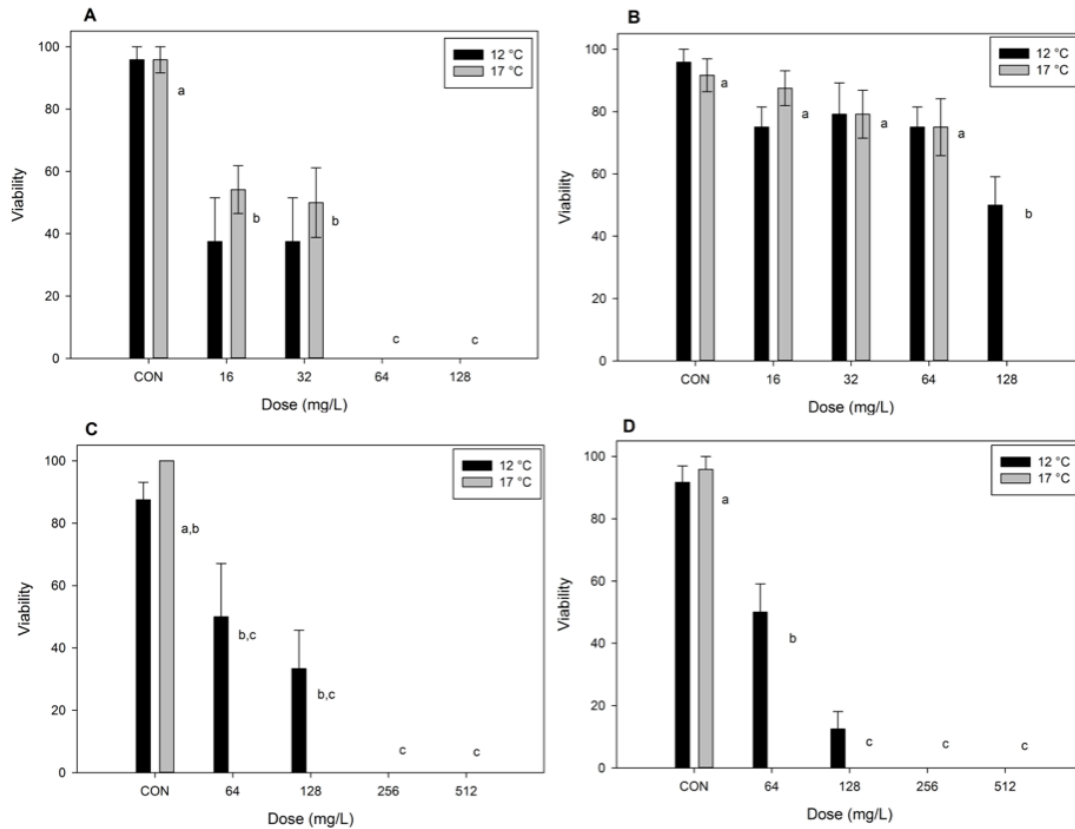 A
12 °C
17 °C
Viability
100
80
60
40
20
0
a
b
b
c
c
CON
16
32
64
128
Dose (mg/L)
B
12 °C
17 °C
Viability
100
80
60
40
20
0
a
a
a
a
b
CON
16
32
64
128
Dose (mg/L)
C
12 °C
17 °C
Viability
100
80
60
40
20
0
a,b
b,c
b,c
c
c
CON
64
128
256
512
Dose (mg/L)
D
12 °C
17 °C
Viability
100
80
60
40
20
0
a
b
c
c
c
CON
64
128
256
512
Dose (mg/L)